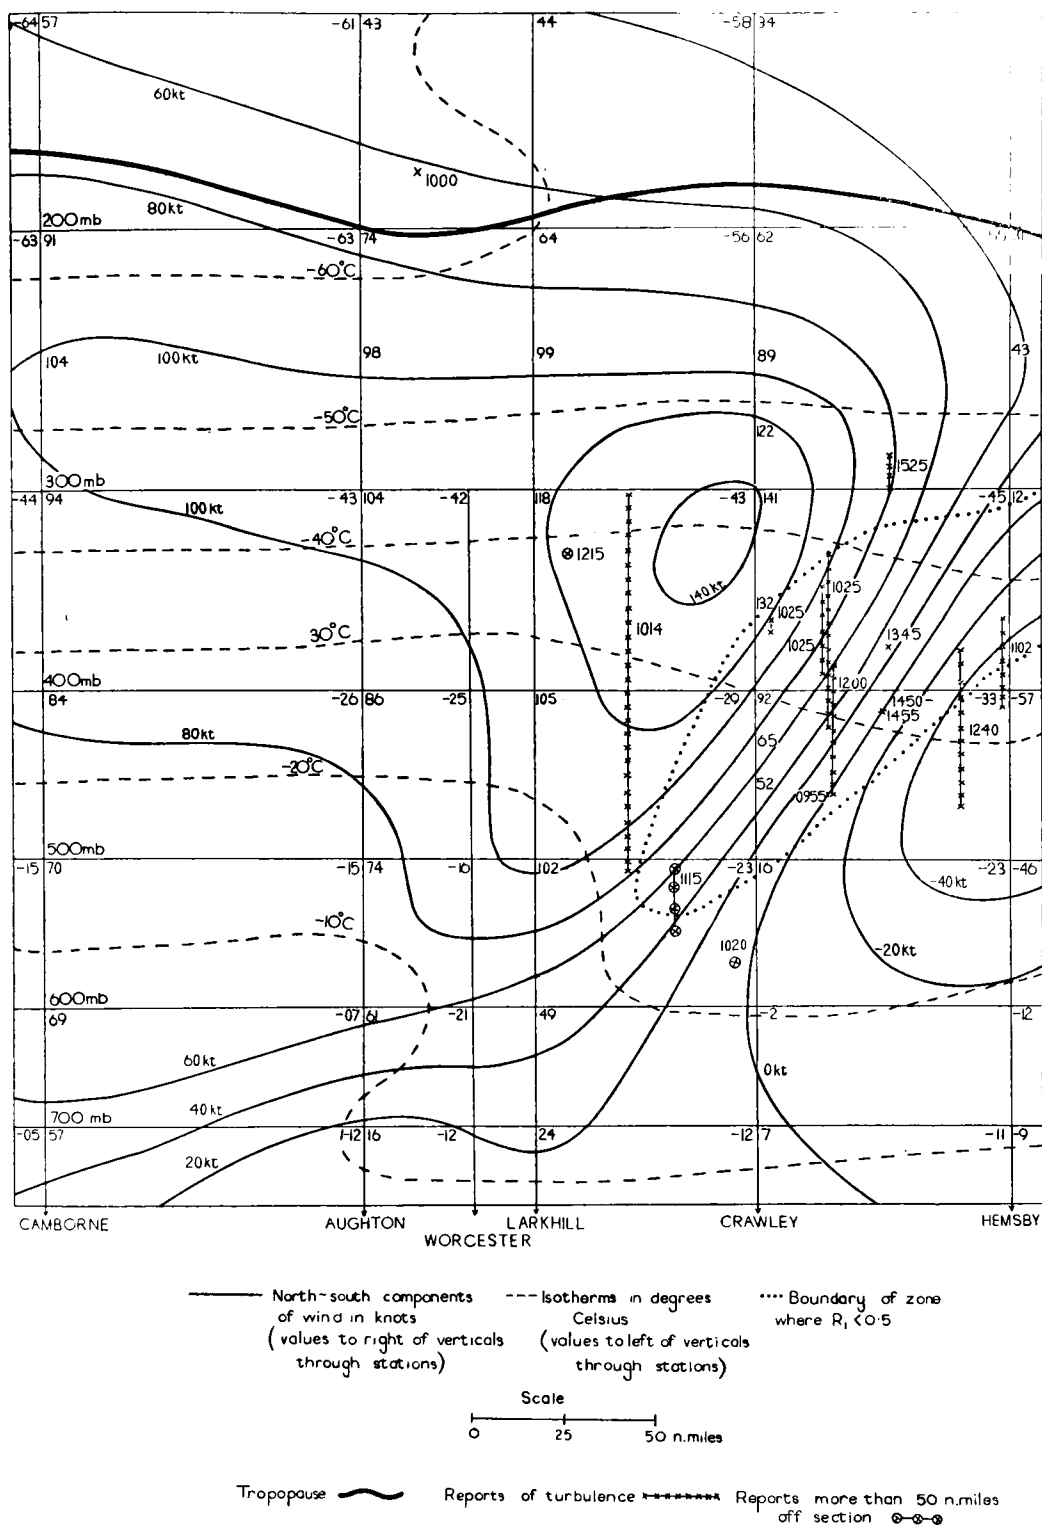 -64 57 -61 43 44 -58 34
60kt
x 1000
80kt
200mb
-63 91 -63 74 64 -56 62 31
-60°C
104 100kt 98 99 89 43
-50°C
122
1525
300mb
-44 94 -43 104 -42 118 -43 141 -45 12
100kt
-40°C
1215
140kt
132
1025
1025
1014
1025
1345
1102
30°C
400mb
84 -26 86 -25 105 -29 92 1200 1450- -33 -57
1455
1240
80kt
65
-20°C
52
0955
500mb
-15 70 -15 74 -16 102 -23 16 -23 -46
1115
-40kt
-10°C
1020
-20kt
600mb
69 -07 61 -21 49 -2 -12
60kt
0kt
40kt
700 mb
-05 57 -12 16 -12 24 -12 7 -11 -9
20kt
CAMBORNE AUGHTON LARKHILL CRAWLEY HEMSBY
WORCESTER
North-south components of wind in knots
(values to right of verticals through stations)
Isotherms in degrees Celsius
(values to left of verticals through stations)
Boundary of zone where R, <0·5
Scale
0 25 50 n.miles
Tropopause
Reports of turbulence
Reports more than 50 n.miles off section